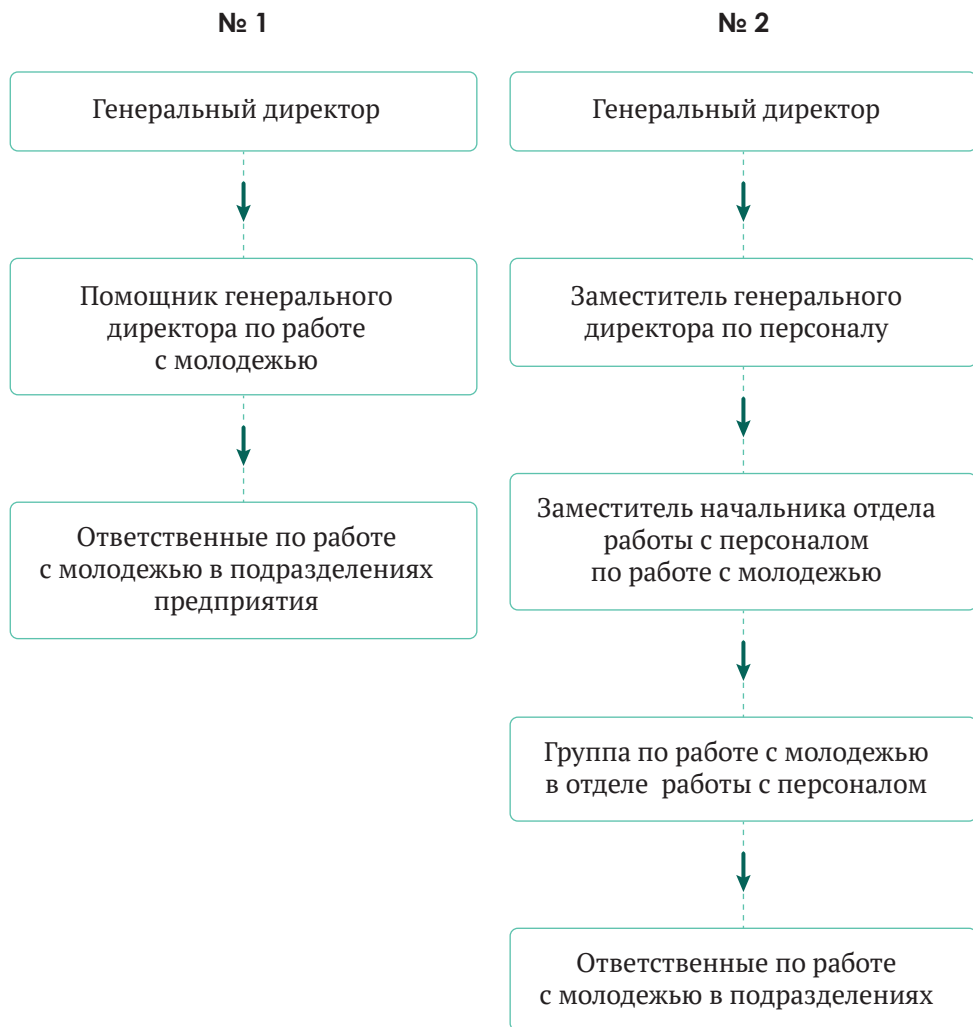 № 1
Генеральный директор
Помощник генерального
директора по работе
с молодежью
Ответственные по работе
с молодежью в подразделениях
предприятия
№ 2
Генеральный директор
Заместитель генерального
директора по персоналу
Заместитель начальника отдела
работы с персоналом
по работе с молодежью
Группа по работе с молодежью
в отделе работы с персоналом
Ответственные по работе
с молодежью в подразделениях